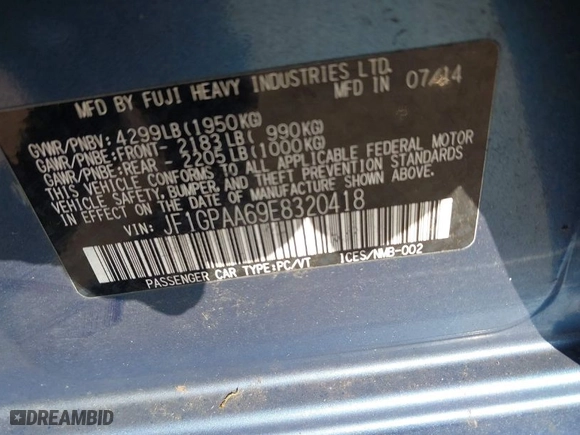 MFD BY FUJI HEAVY INDUSTRIES LTD.
MFD IN 07/14
GVWR/PNBV: 4299LB(1950KG)
GAWR/PNBE:FRONT- 2183LB( 990KG)
GAWR/PNBE:REAR - 2205LB(1000KG)
THIS VEHICLE CONFORMS TO ALL APPLICABLE FEDERAL MOTOR
VEHICLE SAFETY, BUMPER, AND THEFT PREVENTION STANDARDS
IN EFFECT ON THE DATE OF MANUFACTURE SHOWN ABOVE.
VIN: JF1GPAA69E8320418
PASSENGER CAR TYPE:PC/VT ICES/NMB-002
DREAMBID